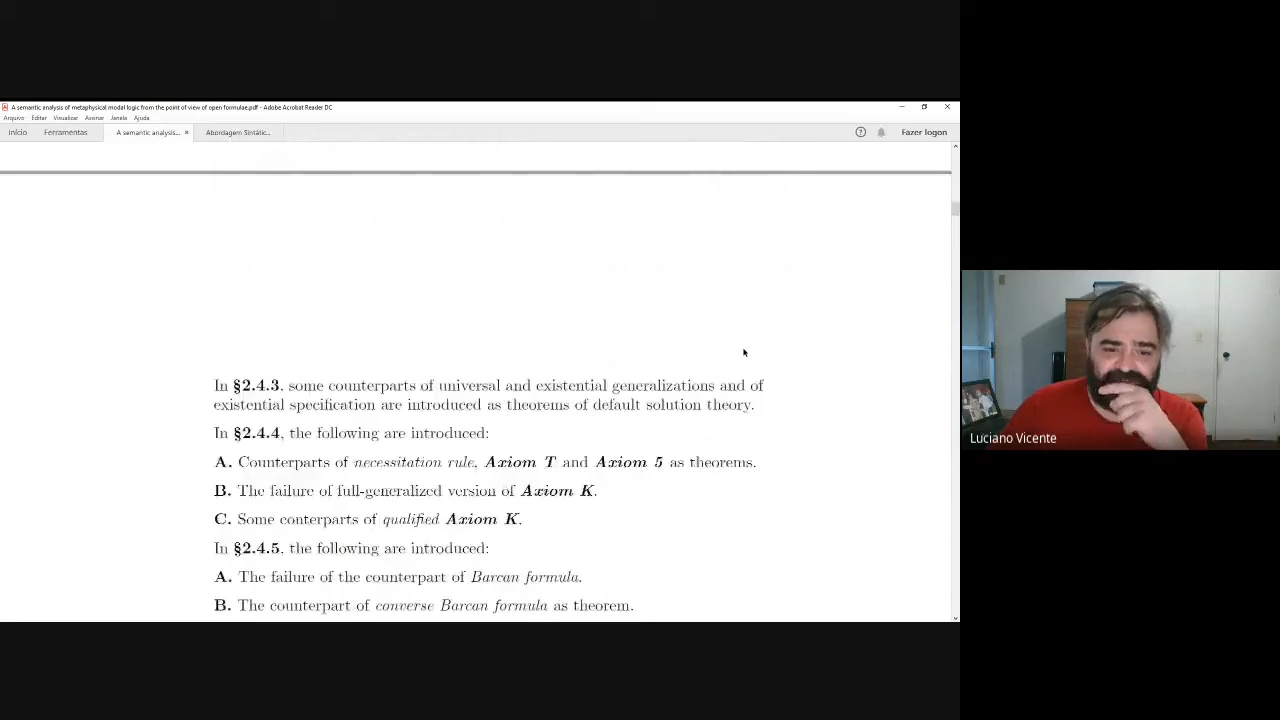 A semantic analysis of metaphysical modal logic from the point of view of open formulae.pdf - Adobe Acrobat Reader DC
Arquivo Editar Visualizar Assinar Janela Ajuda
Início Ferramentas A semantic analysis... × Abordagem Sintátic... Fazer logon
In §2.4.3, some counterparts of universal and existential generalizations and of
existential specification are introduced as theorems of default solution theory.
In §2.4.4, the following are introduced:
A. Counterparts of necessitation rule, Axiom T and Axiom 5 as theorems.
B. The failure of full-generalized version of Axiom K.
C. Some conterparts of qualified Axiom K.
In §2.4.5, the following are introduced:
A. The failure of the counterpart of Barcan formula.
B. The counterpart of converse Barcan formula as theorem.
Luciano Vicente